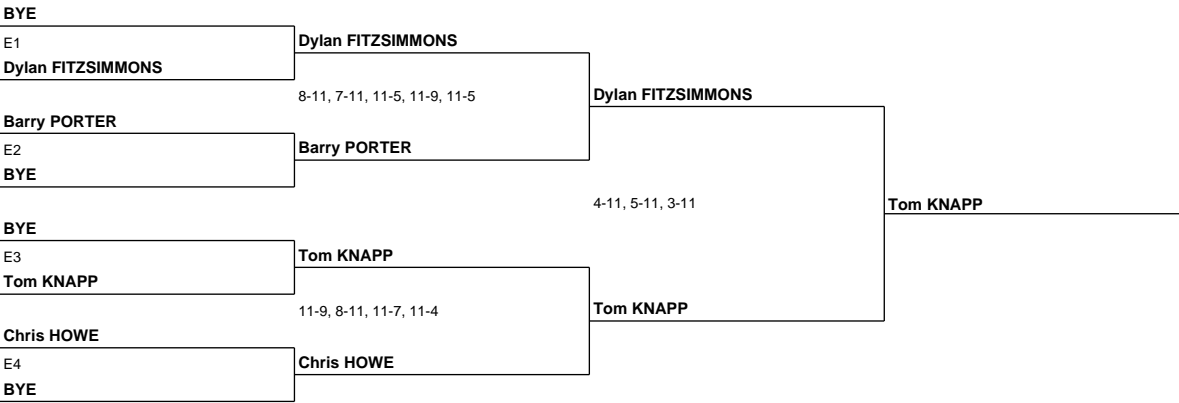 BYE
E1
Dylan FITZSIMMONS
Dylan FITZSIMMONS
8-11, 7-11, 11-5, 11-9, 11-5
Dylan FITZSIMMONS
Barry PORTER
E2
Barry PORTER
BYE
4-11, 5-11, 3-11
Tom KNAPP
BYE
E3
Tom KNAPP
Tom KNAPP
11-9, 8-11, 11-7, 11-4
Tom KNAPP
Chris HOWE
E4
Chris HOWE
BYE